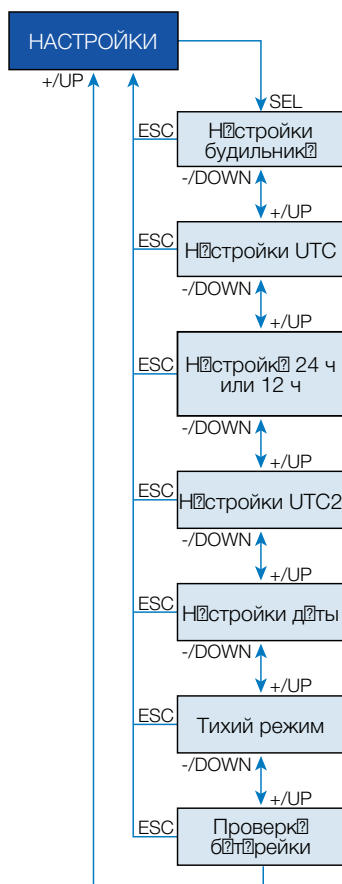 НАСТРОЙКИ
+/UP
SEL
ESC
Н⍰стройки
будильник⍰
-/DOWN
+/UP
ESC
Н⍰стройки UTC
-/DOWN
+/UP
ESC
Н⍰стройк⍰ 24 ч
или 12 ч
-/DOWN
+/UP
ESC
Н⍰стройки UTC2
-/DOWN
+/UP
ESC
Н⍰стройки д⍰ты
-/DOWN
+/UP
ESC
Тихий режим
-/DOWN
+/UP
ESC
Проверк⍰
б⍰т⍰рейки